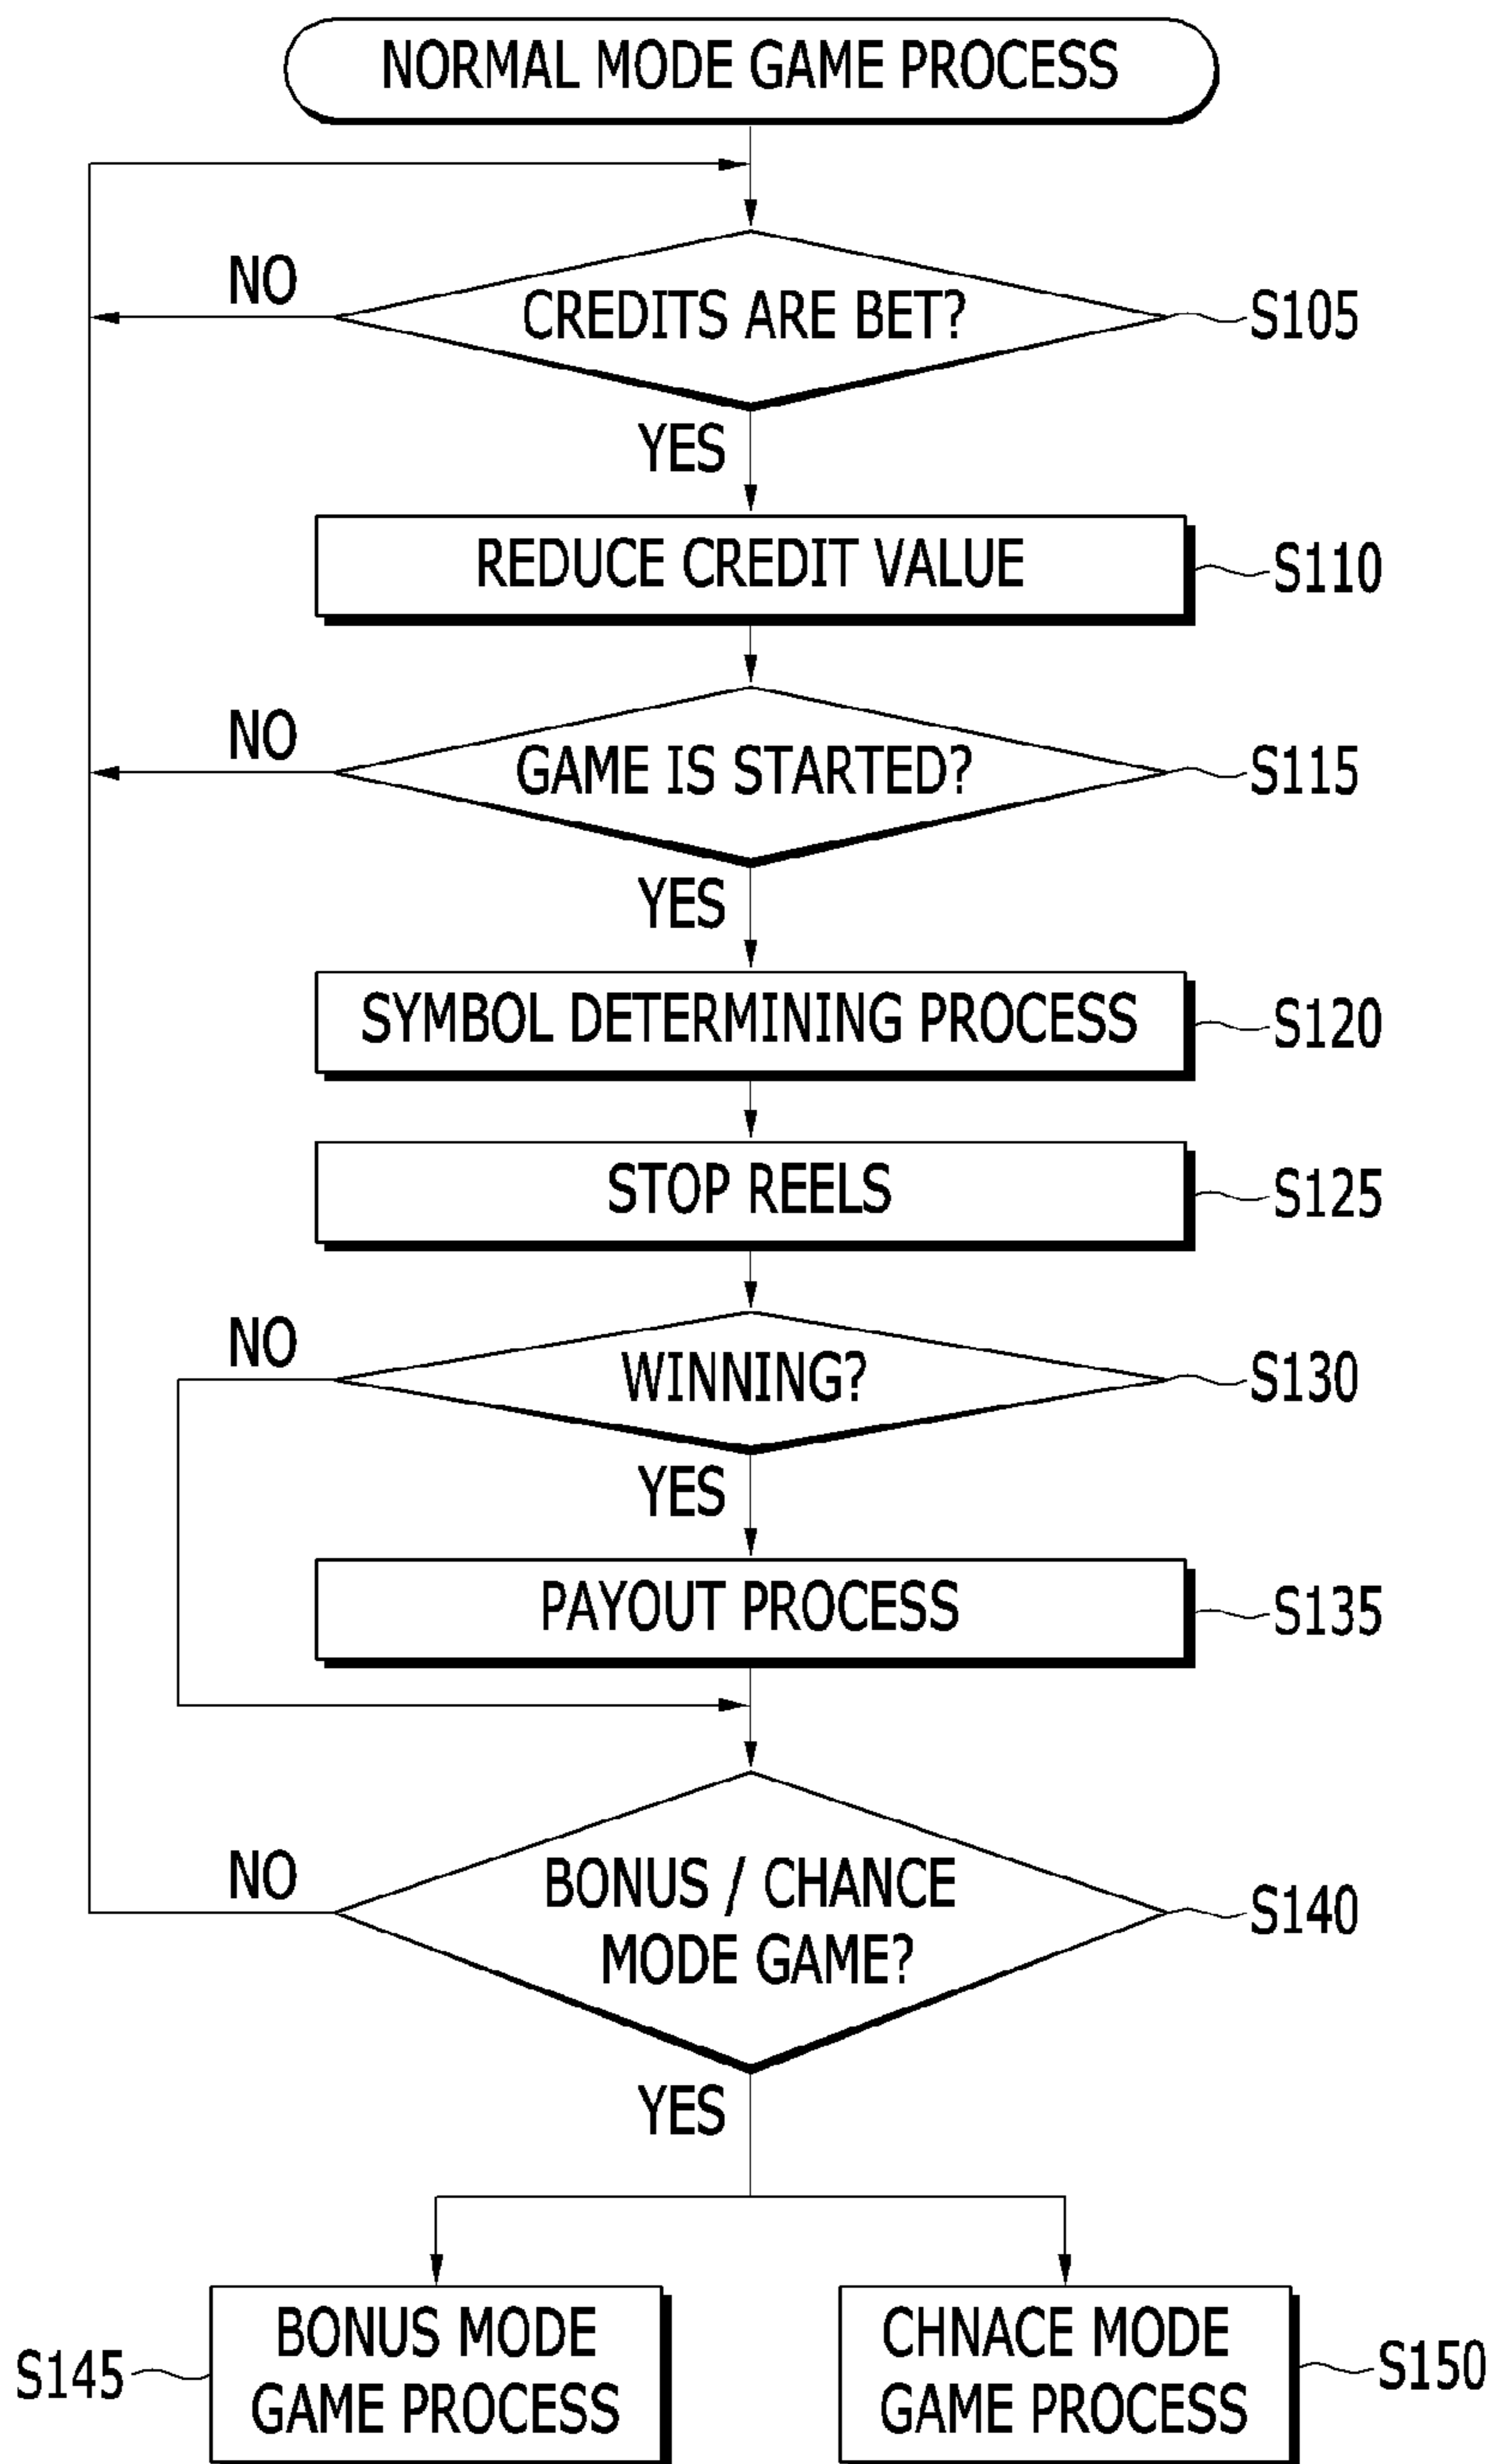 NORMAL MODE GAME PROCESS
NO
CREDITS ARE BET?
S105
YES
REDUCE CREDIT VALUE
S110
NO
GAME IS STARTED?
S115
YES
SYMBOL DETERMINING PROCESS
S120
STOP REELS
S125
NO
WINNING?
S130
YES
PAYOUT PROCESS
S135
NO
BONUS / CHANCE
MODE GAME?
S140
YES
S145
BONUS MODE
GAME PROCESS
CHNACE MODE
GAME PROCESS
S150